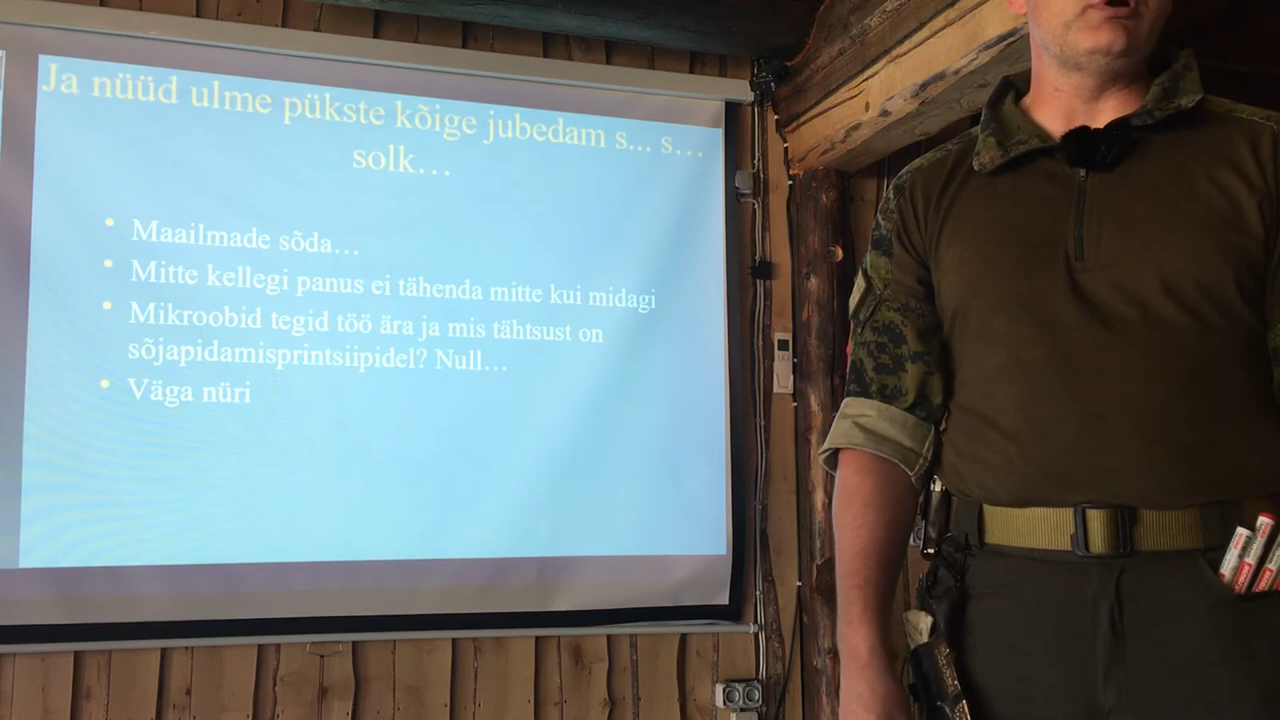 Ja nüüd ulme pükste kõige jubedam s... s…
solk…
• Maailmade sõda…
• Mitte kellegi panus ei tähenda mitte kui midagi
• Mikroobid tegid töö ära ja mis tähtsust on
sõjapidamisprintsiipidel? Null…
• Väga nüri